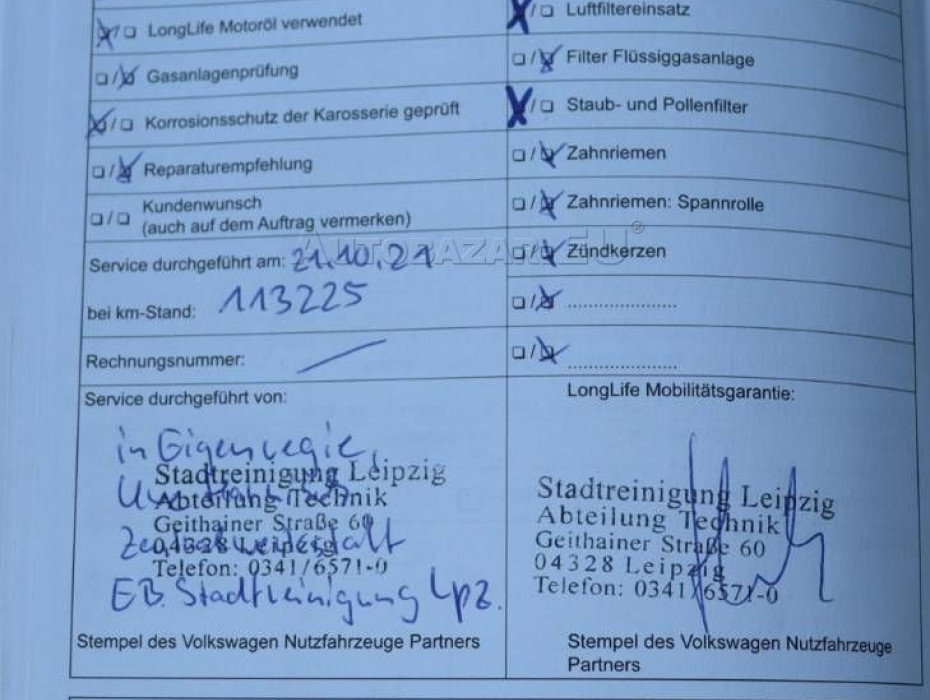 LongLife Motoröl verwendet
Gasanlagenprüfung
Korrosionsschutz der Karosserie geprüft
Reparaturempfehlung
Kundenwunsch
(auch auf dem Auftrag vermerken)
Service durchgeführt am: 21.10.21
bei km-Stand: 113225
Rechnungsnummer:
Service durchgeführt von:
in Eigenregie
Stadtreinigung Leipzig
Abteilung Technik
Geithainer Straße 60
04328 Leipzig
Telefon: 0341/6571-0
EB. Stadtreinigung Lpz.
Stempel des Volkswagen Nutzfahrzeuge Partners
Luftfiltereinsatz
Filter Flüssiggasanlage
Staub- und Pollenfilter
Zahnriemen
Zahnriemen: Spannrolle
Zündkerzen
LongLife Mobilitätsgarantie:
Stadtreinigung Leipzig
Abteilung Technik
Geithainer Straße 60
04328 Leipzig
Telefon: 0341/6571-0
Stempel des Volkswagen Nutzfahrzeuge
Partners
AUTOBAZAR.EU®